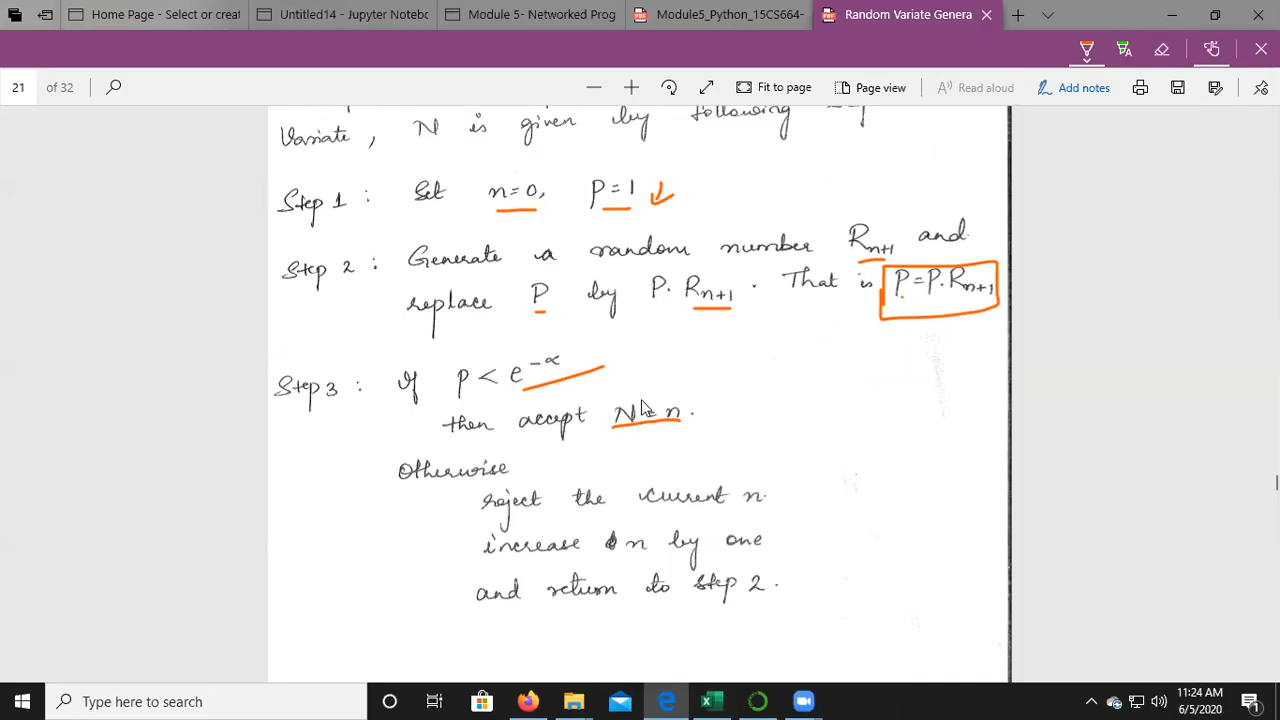 Home Page - Select or creat
Untitled14 - Jupyter Notebo
Module 5- Networked Prog
Module5_Python_15CS664-
Random Variate Genera
21 of 32
Fit to page
Page view
Read aloud
Add notes
Variate, N is given by following
Step 1 : Set n=0, P=1
Step 2 : Generate a random number Rn+1 and
replace P by P. Rn+1 . That is P=P.Rn+1
Step 3 : If P < e^-α
then accept N = n .
Otherwise
reject the current n.
increase n by one
and return to step 2 .
Type here to search
11:24 AM
6/5/2020